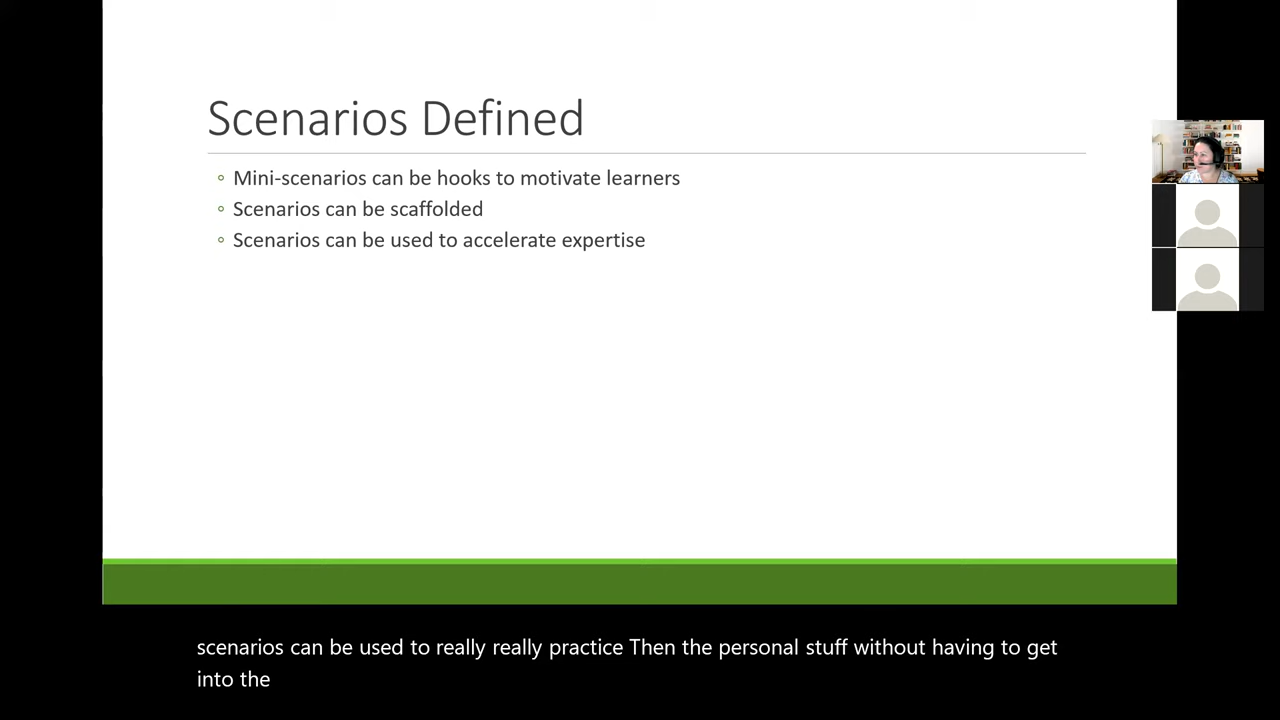 Scenarios Defined
◦ Mini-scenarios can be hooks to motivate learners
◦ Scenarios can be scaffolded
◦ Scenarios can be used to accelerate expertise
scenarios can be used to really really practice Then the personal stuff without having to get
into the